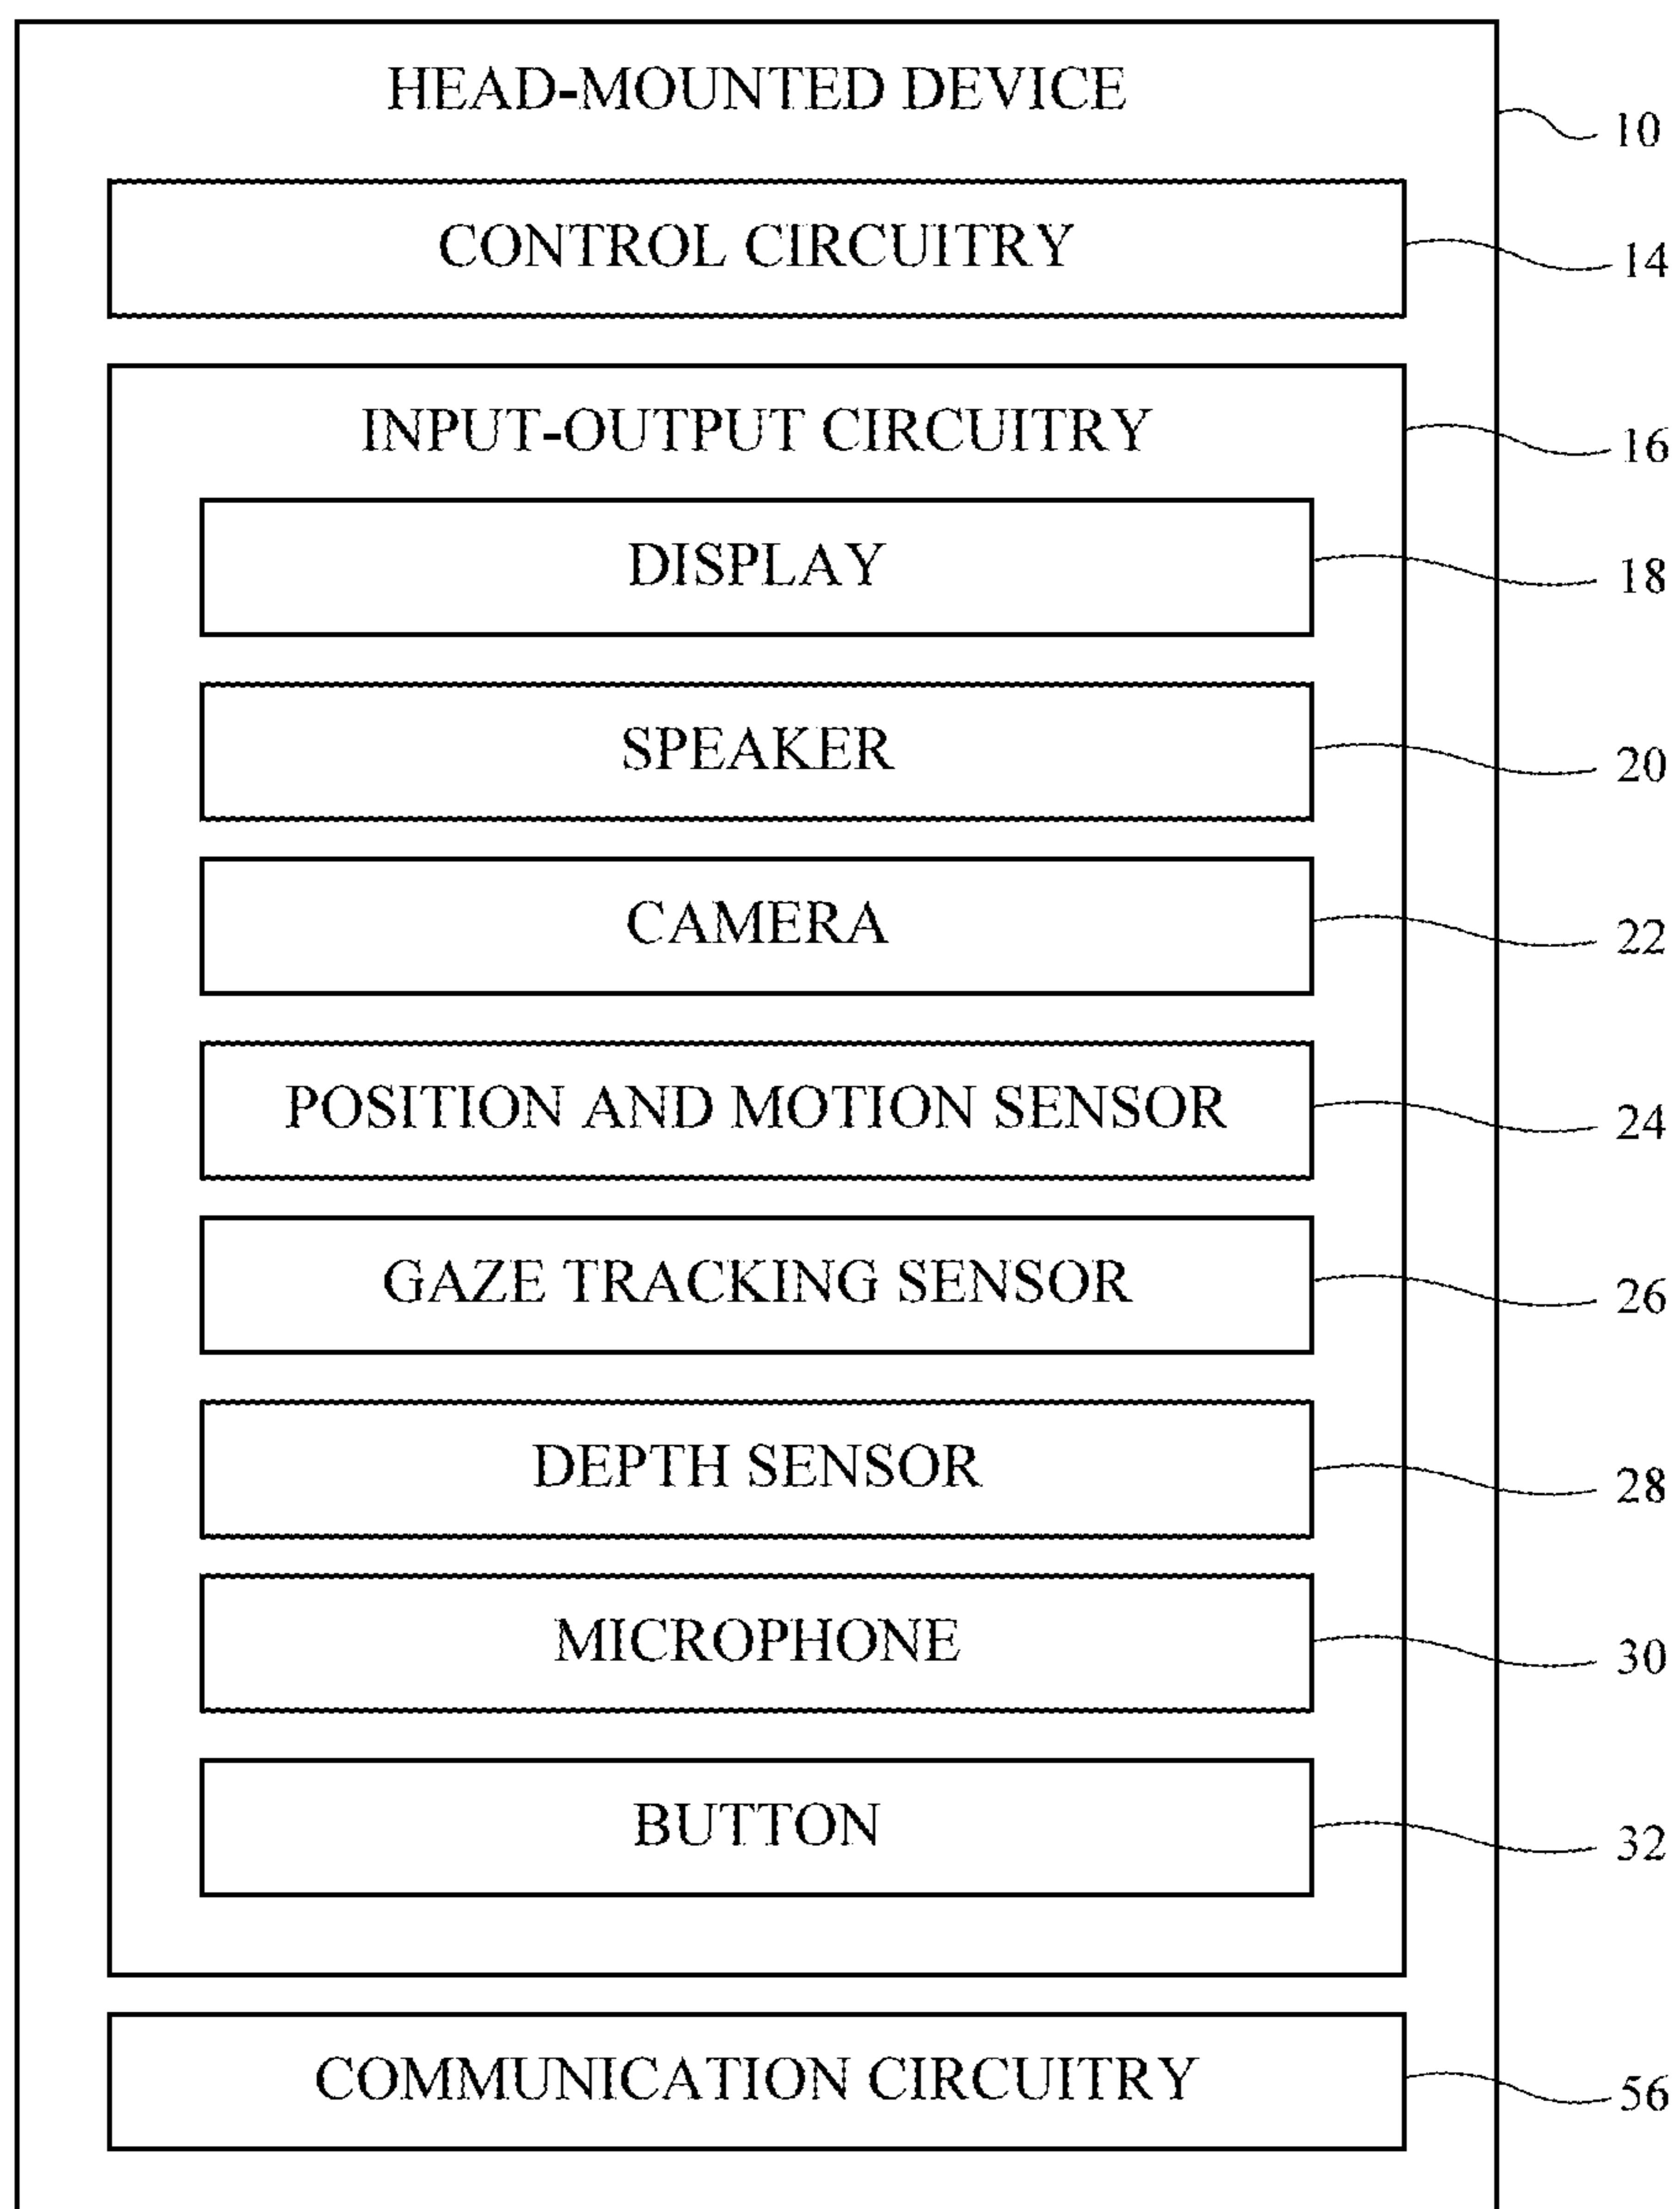 HEAD-MOUNTED DEVICE
10
CONTROL CIRCUITRY
14
INPUT-OUTPUT CIRCUITRY
16
DISPLAY
18
SPEAKER
20
CAMERA
22
POSITION AND MOTION SENSOR
24
GAZE TRACKING SENSOR
26
DEPTH SENSOR
28
MICROPHONE
30
BUTTON
32
COMMUNICATION CIRCUITRY
56